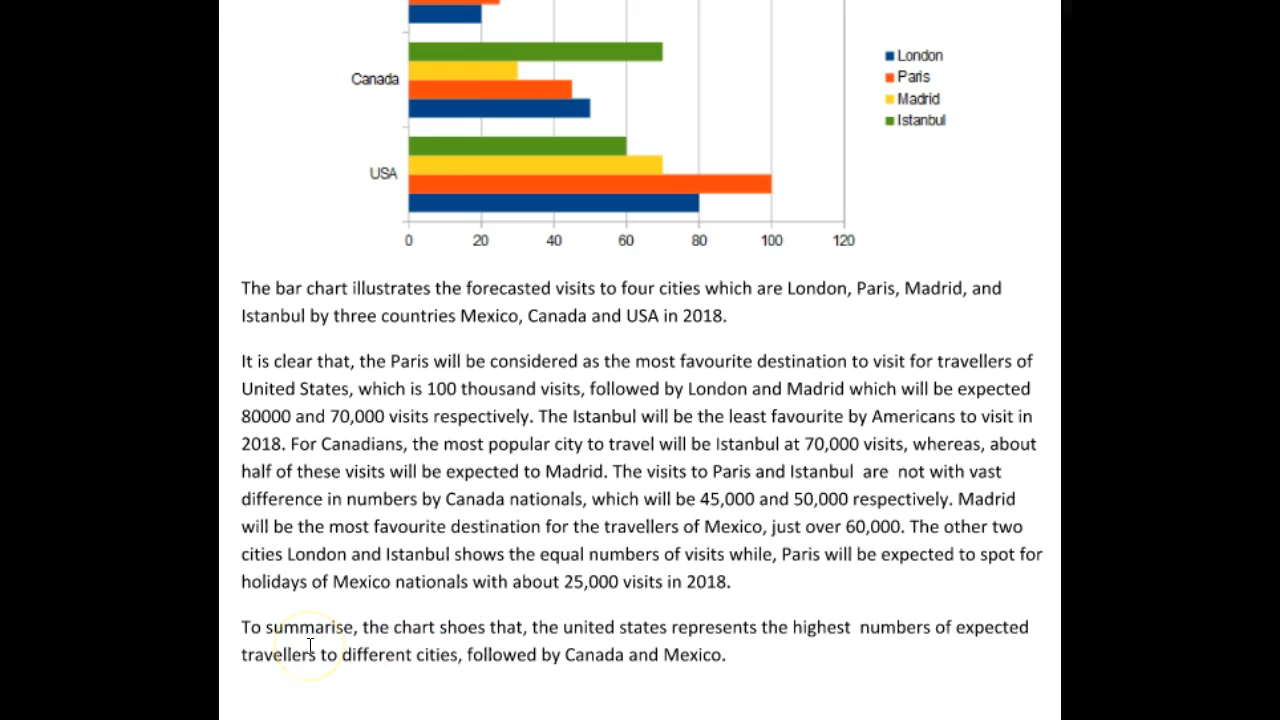 Canada
USA
0 20 40 60 80 100 120
London
Paris
Madrid
Istanbul
The bar chart illustrates the forecasted visits to four cities which are London, Paris, Madrid, and
Istanbul by three countries Mexico, Canada and USA in 2018.
It is clear that, the Paris will be considered as the most favourite destination to visit for travellers of
United States, which is 100 thousand visits, followed by London and Madrid which will be expected
80000 and 70,000 visits respectively. The Istanbul will be the least favourite by Americans to visit in
2018. For Canadians, the most popular city to travel will be Istanbul at 70,000 visits, whereas, about
half of these visits will be expected to Madrid. The visits to Paris and Istanbul  are  not with vast
difference in numbers by Canada nationals, which will be 45,000 and 50,000 respectively. Madrid
will be the most favourite destination for the travellers of Mexico, just over 60,000. The other two
cities London and Istanbul shows the equal numbers of visits while, Paris will be expected to spot for
holidays of Mexico nationals with about 25,000 visits in 2018.
To summarise, the chart shoes that, the united states represents the highest  numbers of expected
travellers to different cities, followed by Canada and Mexico.